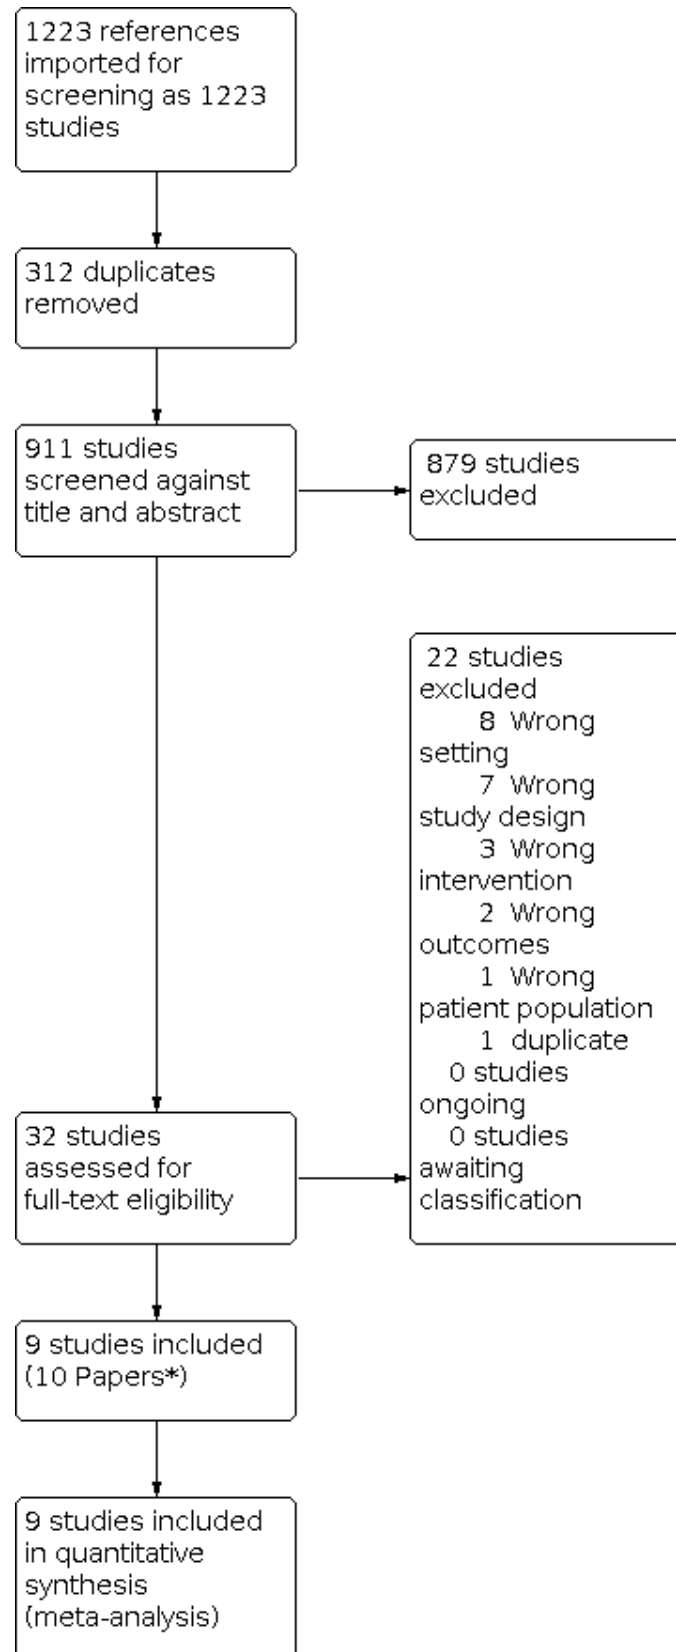 1223 references
imported for
screening as 1223
studies
312 duplicates
removed
911 studies
screened against
title and abstract
879 studies
excluded
22 studies
excluded
8 Wrong
setting
7 Wrong
study design
3 Wrong
intervention
2 Wrong
outcomes
1 Wrong
patient population
1 duplicate
0 studies
ongoing
0 studies
awaiting
classification
32 studies
assessed for
full-text eligibility
9 studies included
(10 Papers*)
9 studies included
in quantitative
synthesis
(meta-analysis)